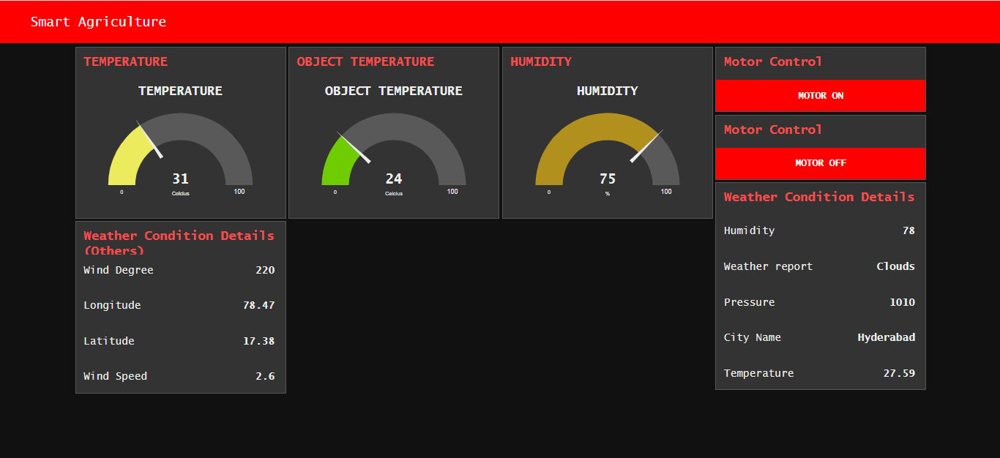 Smart Agriculture
TEMPERATURE
TEMPERATURE
31
Celcius
0
100
OBJECT TEMPERATURE
OBJECT TEMPERATURE
24
Celcius
0
100
HUMIDITY
HUMIDITY
75
%
0
100
Motor Control
MOTOR ON
Motor Control
MOTOR OFF
Weather Condition Details
Humidity 78
Weather report Clouds
Pressure 1010
City Name Hyderabad
Temperature 27.59
Weather Condition Details
(Others)
Wind Degree 220
Longitude 78.47
Latitude 17.38
Wind Speed 2.6